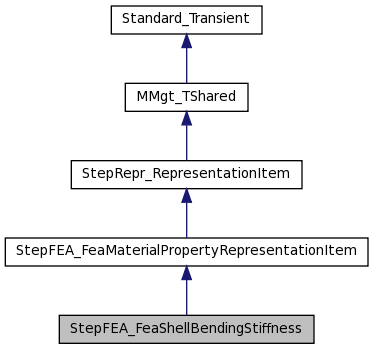 Standard_Transient
MMgt_TShared
StepRepr_RepresentationItem
StepFEA_FeaMaterialPropertyRepresentationItem
StepFEA_FeaShellBendingStiffness